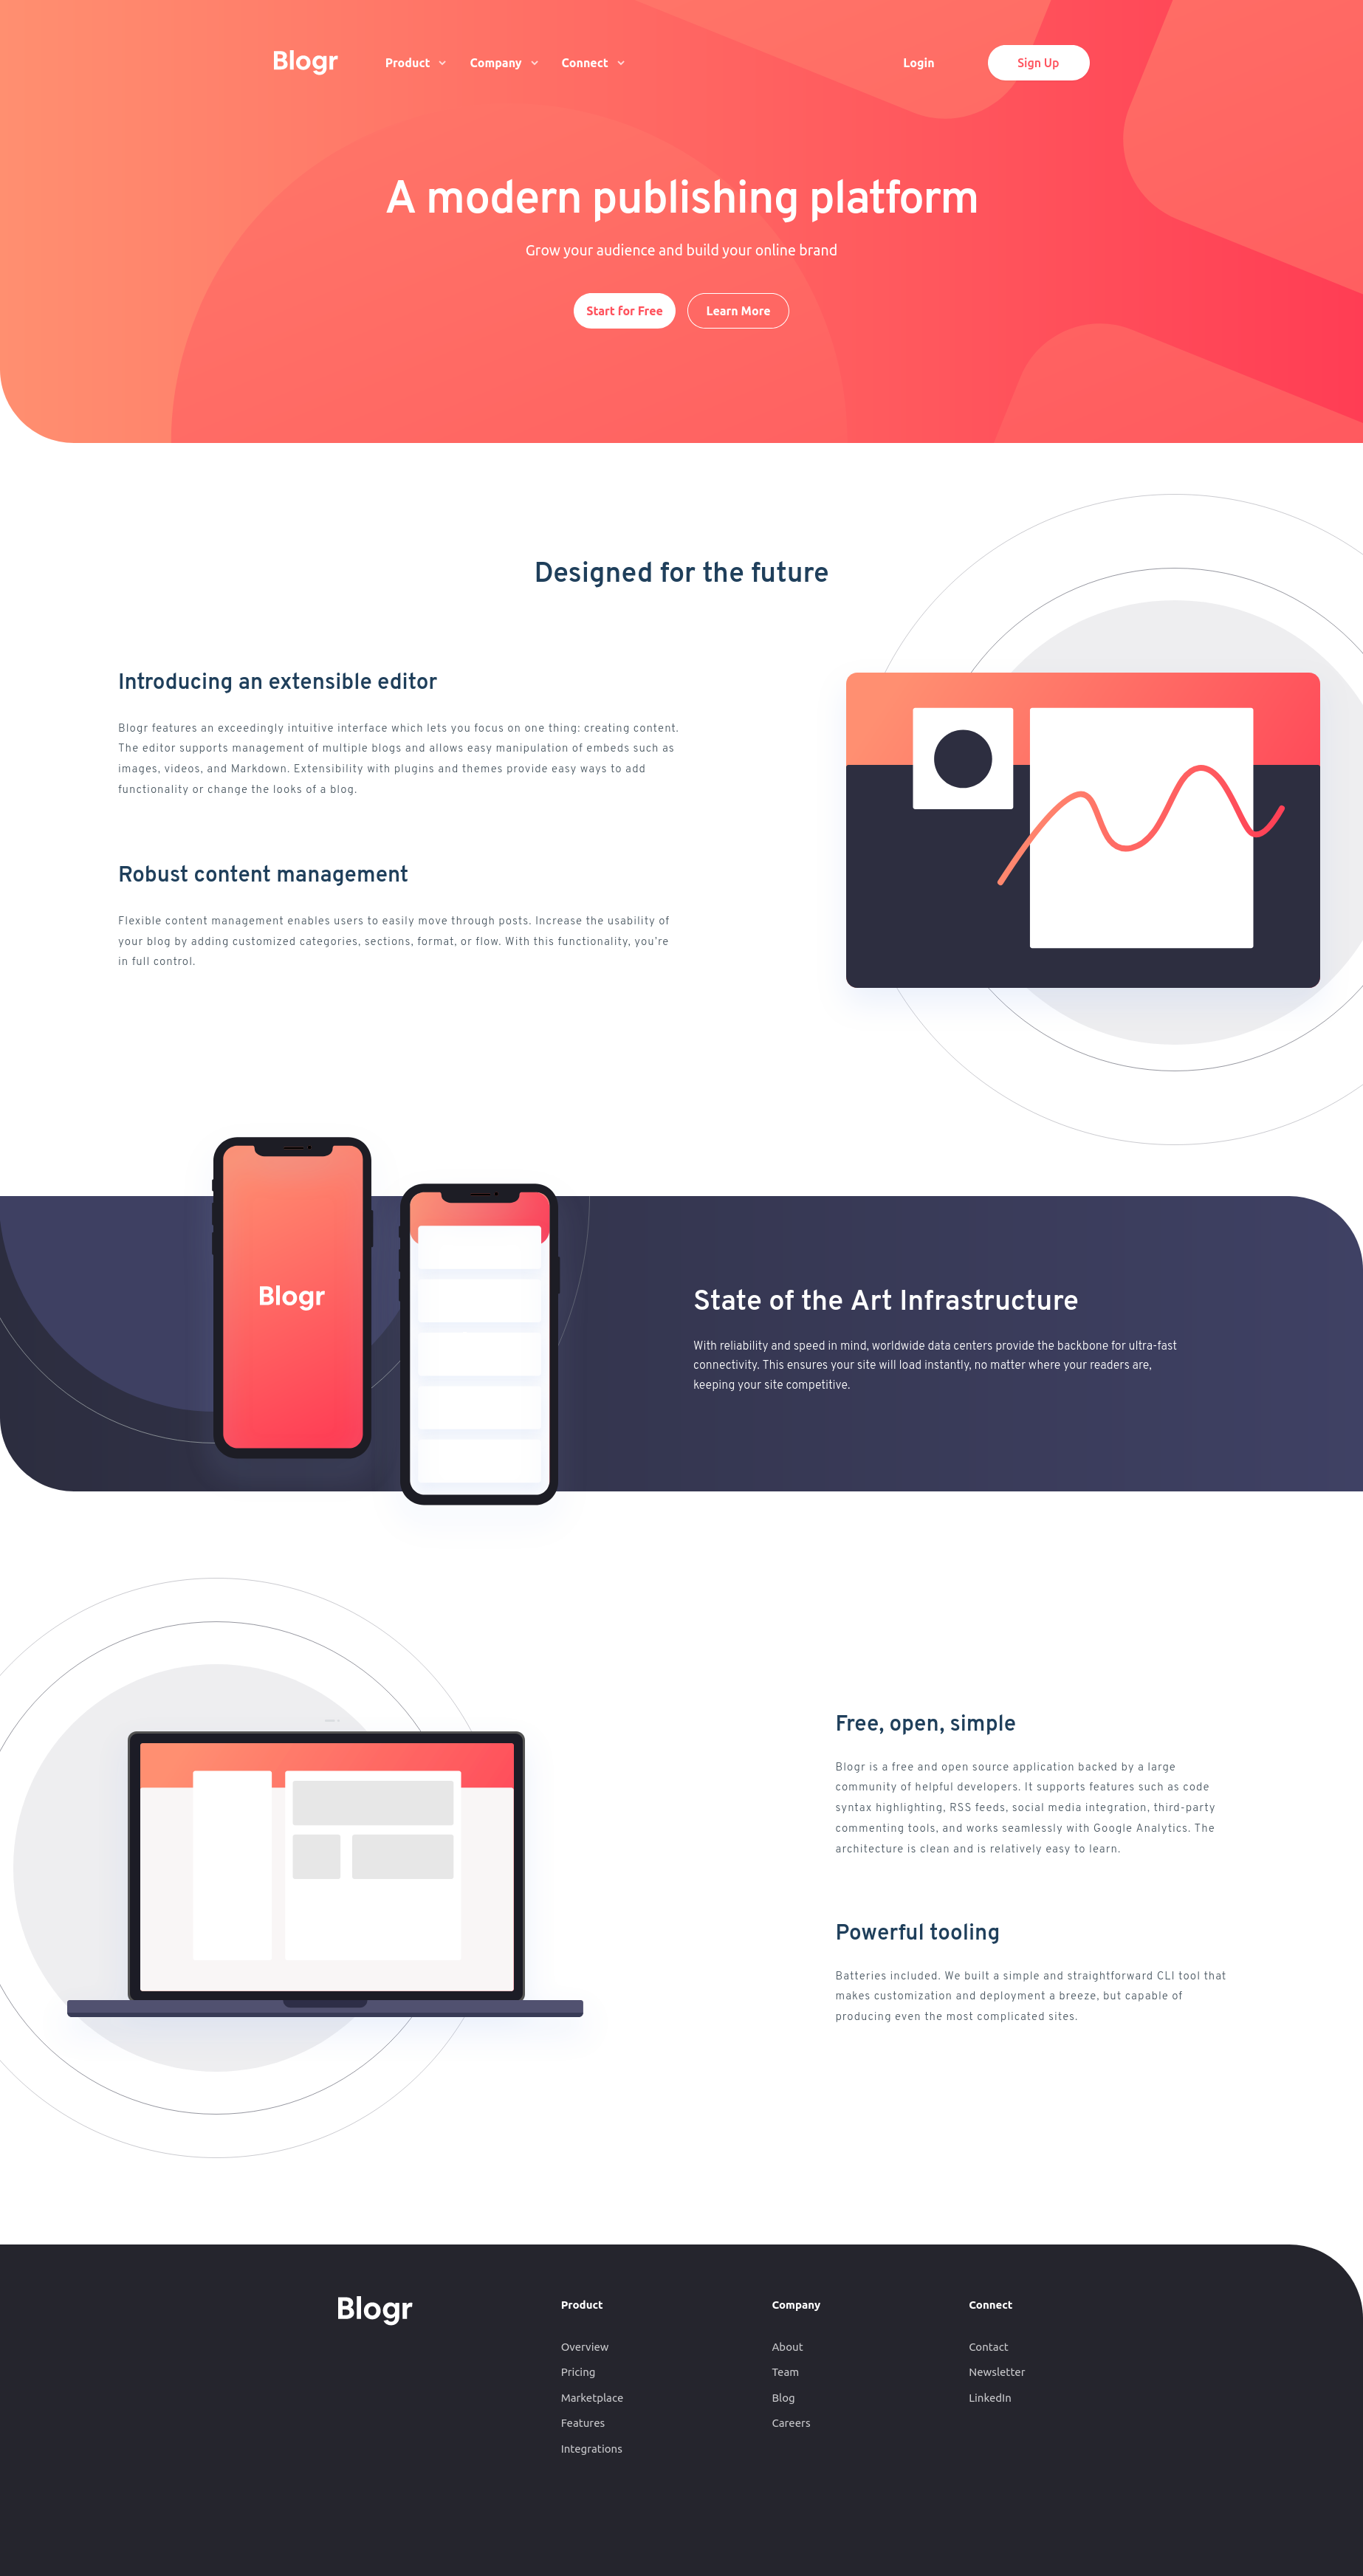 Blogr
Product
Company
Connect
Login
Sign Up
A modern publishing platform
Grow your audience and build your online brand
Start for Free
Learn More
Designed for the future
Introducing an extensible editor
Blogr features an exceedingly intuitive interface which lets you focus on one thing: creating content.
The editor supports management of multiple blogs and allows easy manipulation of embeds such as
images, videos, and Markdown. Extensibility with plugins and themes provide easy ways to add
functionality or change the looks of a blog.
Robust content management
Flexible content management enables users to easily move through posts. Increase the usability of
your blog by adding customized categories, sections, format, or flow. With this functionality, you're
in full control.
Blogr
State of the Art Infrastructure
With reliability and speed in mind, worldwide data centers provide the backbone for ultra-fast
connectivity. This ensures your site will load instantly, no matter where your readers are,
keeping your site competitive.
Free, open, simple
Blogr is a free and open source application backed by a large
community of helpful developers. It supports features such as code
syntax highlighting, RSS feeds, social media integration, third-party
commenting tools, and works seamlessly with Google Analytics. The
architecture is clean and is relatively easy to learn.
Powerful tooling
Batteries included. We built a simple and straightforward CLI tool that
makes customization and deployment a breeze, but capable of
producing even the most complicated sites.
Blogr
Product
Overview
Pricing
Marketplace
Features
Integrations
Company
About
Team
Blog
Careers
Connect
Contact
Newsletter
LinkedIn